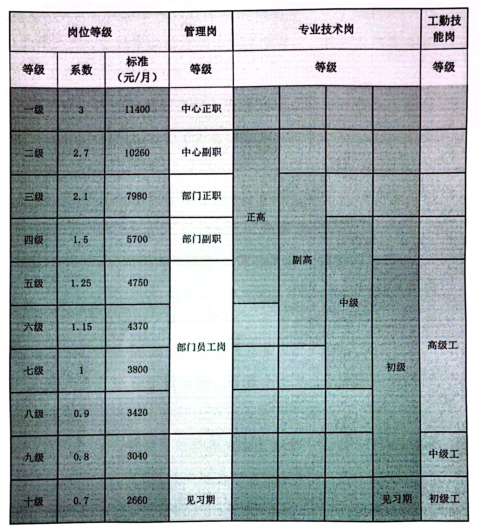 岗位等级 管理岗 专业技术岗 工勤技能岗
等级 系数 标准（元/月） 等级 等级 等级
一级 3 11400 中心正职
二级 2.7 10260 中心副职
三级 2.1 7980 部门正职
正高
四级 1.5 5700 部门副职
副高
五级 1.25 4750
中级
六级 1.15 4370
部门员工岗 高级工
七级 1 3800 初级
八级 0.9 3420
九级 0.8 3040 中级工
十级 0.7 2660 见习期 见习期 初级工